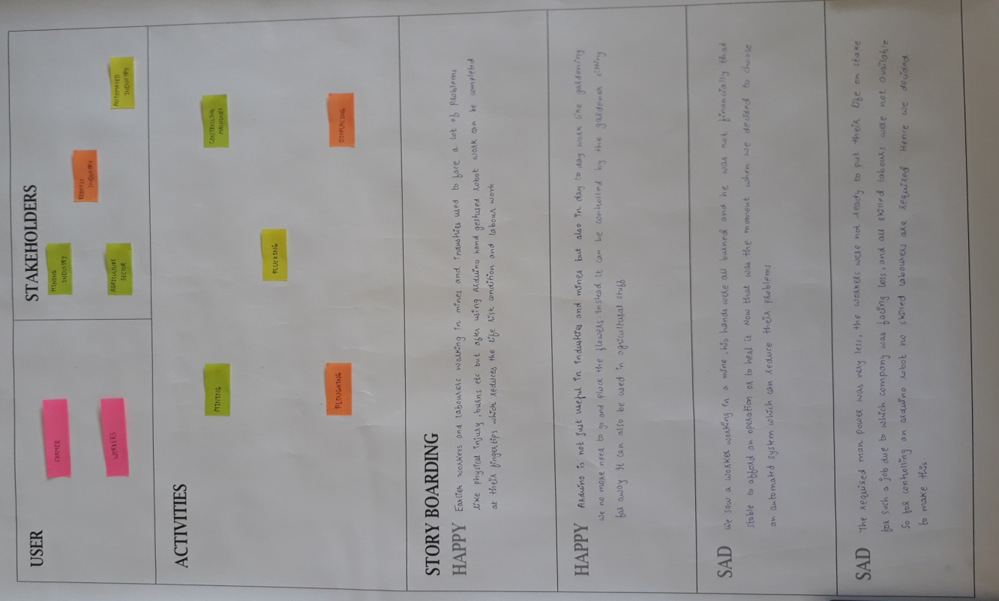 USER
FARMER
WORKERS
STAKEHOLDERS
MINING
INDUSTRY
AGRICULTURE
SECTOR
ROBOTIC
INDUSTRY
AUTOMATED
INDUSTRY
ACTIVITIES
MINING
CONTROLLING
MACHINES
PLUCKING
PLOUGHING
DISPLACING
STORY BOARDING
HAPPY
Earlier workers and labourers working in mines and industries used to face a lot of problems
like physical injury, burns etc but after using Arduino hand gestured robot work can be completed
at their fingertips which reduces the life risk condition and labour work
HAPPY
Arduino is not just useful in industries and mines but also in day to day work like gardening
we no more need to go and pluck the flowers. Instead it can be controlled by the gardener sitting
far away It can also be used in agricultural stuff
SAD
we saw a worker working in a mine, his hands were all burned and he was not financially that
stable to afford an operation or to heal it Now that was the moment when we decided to choose
an automated system which can reduce their problems
SAD
The required man power was very less, the workers were not ready to put their life on stake
for such a job due to which company was facing loss, and all skilled labours were not available
So for controlling an arduino robot no skilled labourers are required Hence we decided
to make this.